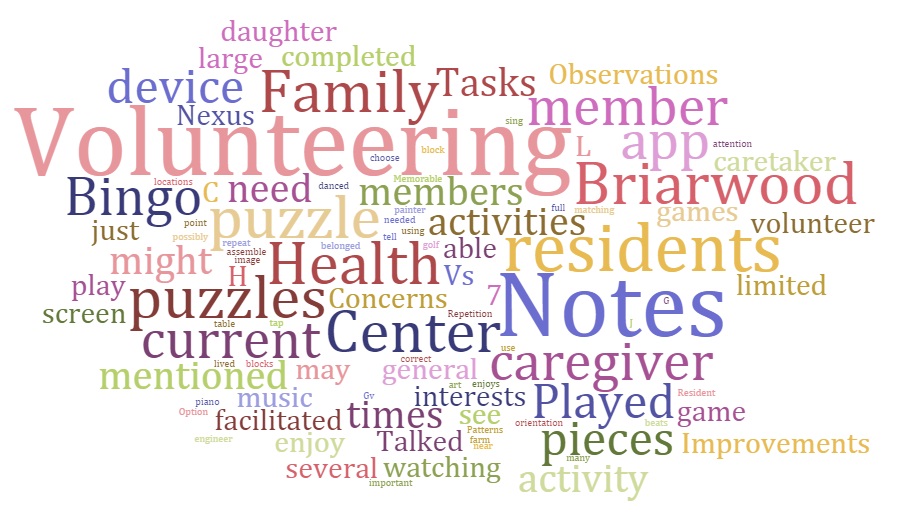 daughter
large completed
device Family Tasks Observations
Nexus sing member
Volunteering L app attention
choose block caretaker
locations Memorable Briarwood
Bingo C need danced members
puzzle painter full matching games
just point needed activities volunteer
possibly repeat belonged tell using golf able residents
might assemble
image
H Health Vs
play puzzles Concerns 7 Notes G limited
screen table tap Repetition I
current Center use
lived blocks correct caregiver
mentioned may general
art enjoys
piano music Gv interests Played Resident
Option facilitated times see orientation beats game
engineer enjoy Talked Patterns
farm
near pieces Improvements
several watching many
important activity